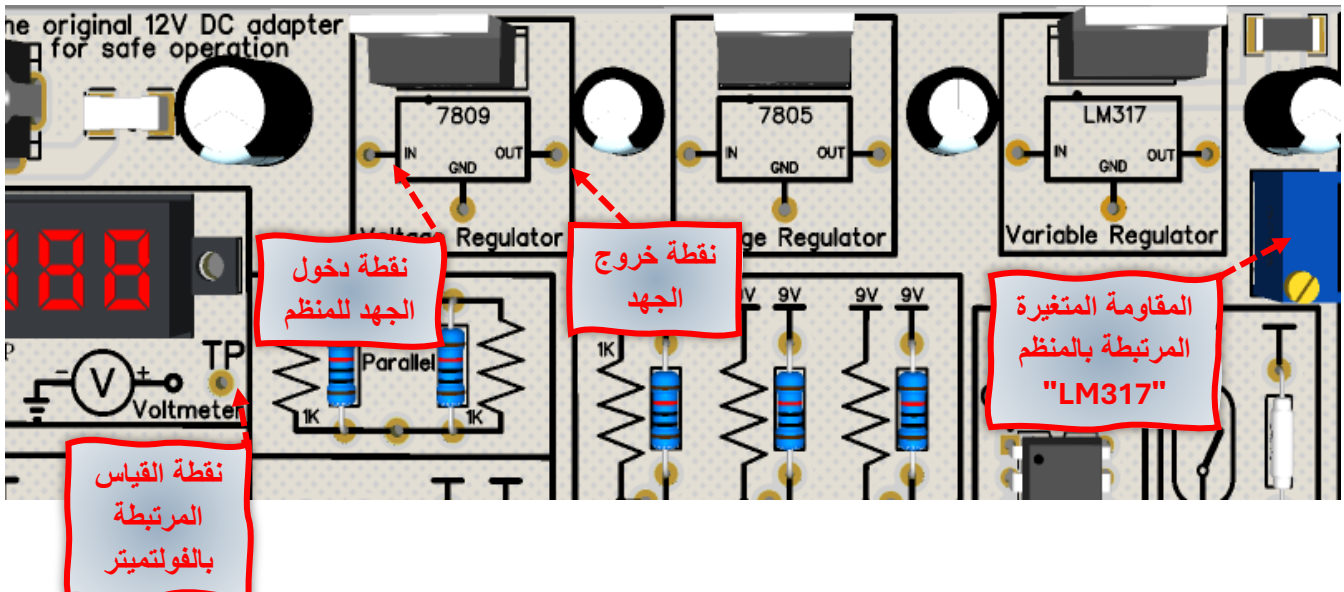 he original 12V DC adapter
for safe operation
7809
IN
OUT
GND
7805
IN
OUT
GND
LM317
IN
OUT
GND
Regulator
ge Regulator
Variable Regulator
888
نقطة دخول
الجهد للمنظم
نقطة خروج
الجهد
المقاومة المتغيرة
المرتبطة بالمنظم
"LM317"
9V
9V
9V
1K
Parallel
1K
1K
TP
- V +
Voltmeter
نقطة القياس
المرتبطة
بالفولتميتر